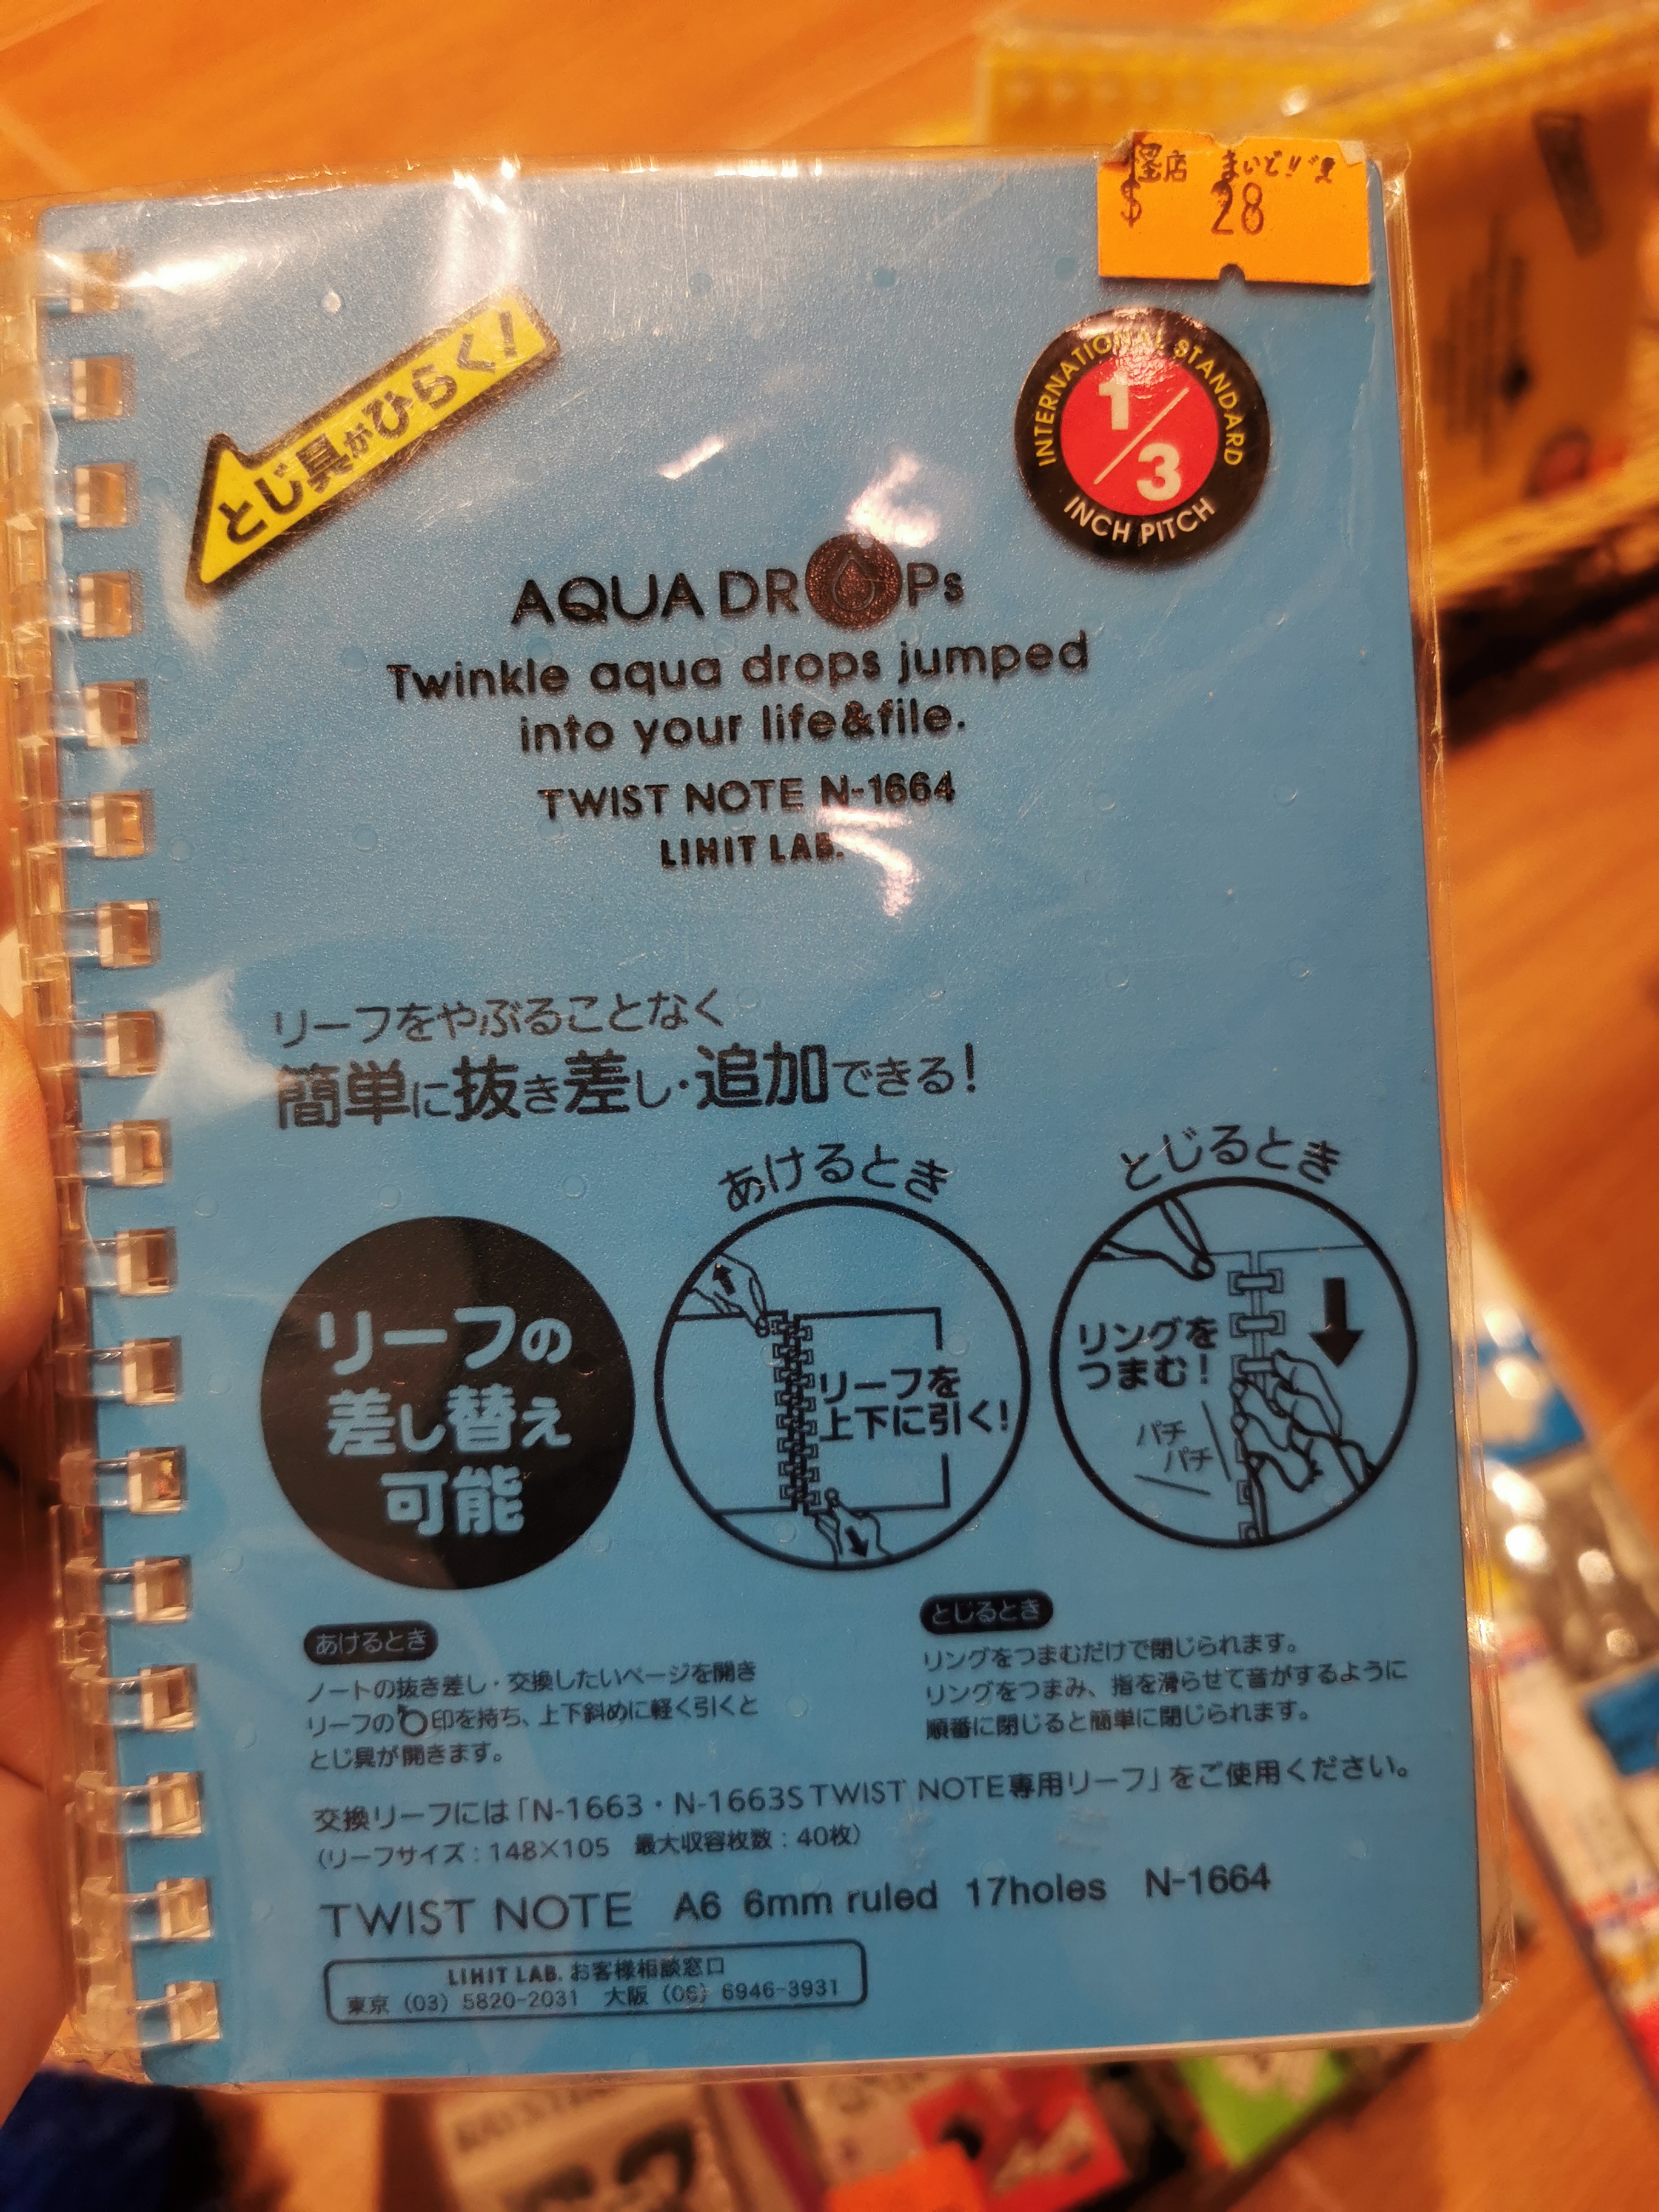 $ 28
とじ具がひらく!
INTERNATIONAL STANDARD
1/3
INCH PITCH
AQUA DROPs
Twinkle aqua drops jumped
into your life&file.
TWIST NOTE N-1664
LIHIT LAB.
リーフをやぶることなく
簡単に抜き差し・追加できる!
リーフの
差し替え
可能
あけるとき
リーフを
上下に引く!
とじるとき
リングを
つまむ!
パチ
パチ
あけるとき
ノートの抜き差し・交換したいページを開き
リーフの印を持ち、上下斜めに軽く引くと
とじ具が開きます。
とじるとき
リングをつまむだけで閉じられます。
リングをつまみ、指を滑らせて音がするように
順番に閉じると簡単に閉じられます。
交換リーフには「N-1663・N-1663S TWIST NOTE専用リーフ」をご使用ください。
(リーフサイズ:148×105 最大収容枚数:40枚)
TWIST NOTE A6 6mm ruled 17holes N-1664
LIHIT LAB. お客様相談窓口
東京 (03) 5820-2031 大阪 (06) 6946-3931